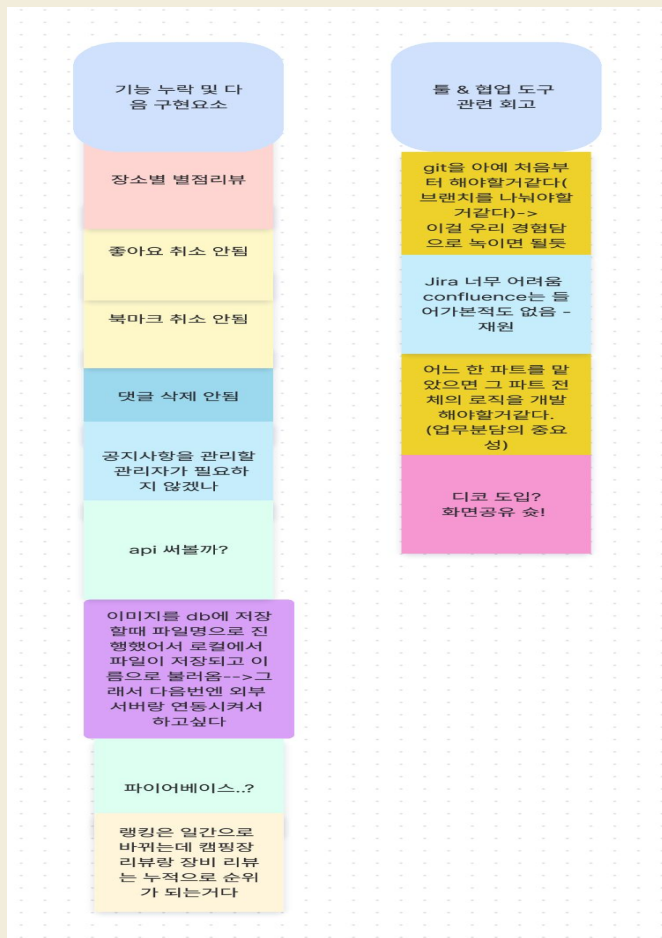 기능 누락 및 다
음 구현요소
장소별 별점리뷰
좋아요 취소 안됨
북마크 취소 안됨
댓글 삭제 안됨
공지사항을 관리할
관리자가 필요하
지 않겠나
api 써볼까?
이미지를 db에 저장
할때 파일명으로 진
행했어서 로컬에서
파일이 저장되고 이
름으로 불러옴-->그
래서 다음번엔 외부
서버랑 연동시켜서
하고싶다
파이어베이스..?
랭킹은 일간으로
바뀌는데 캠핑장
리뷰랑 장비 리뷰
는 누적으로 순위
가 되는거다
툴 & 협업 도구
관련 회고
git을 아예 처음부
터 해야할거같다(
브랜치를 나눠야할
거같다)->
이걸 우리 경험담
으로 녹이면 될듯
Jira 너무 어려움
confluence는 들
어가본적도 없음 -
재원
어느 한 파트를 맡
았으면 그 파트 전
체의 로직을 개발
해야할거같다.
(업무분담의 중요
성)
디코 도입?
화면공유 슛!